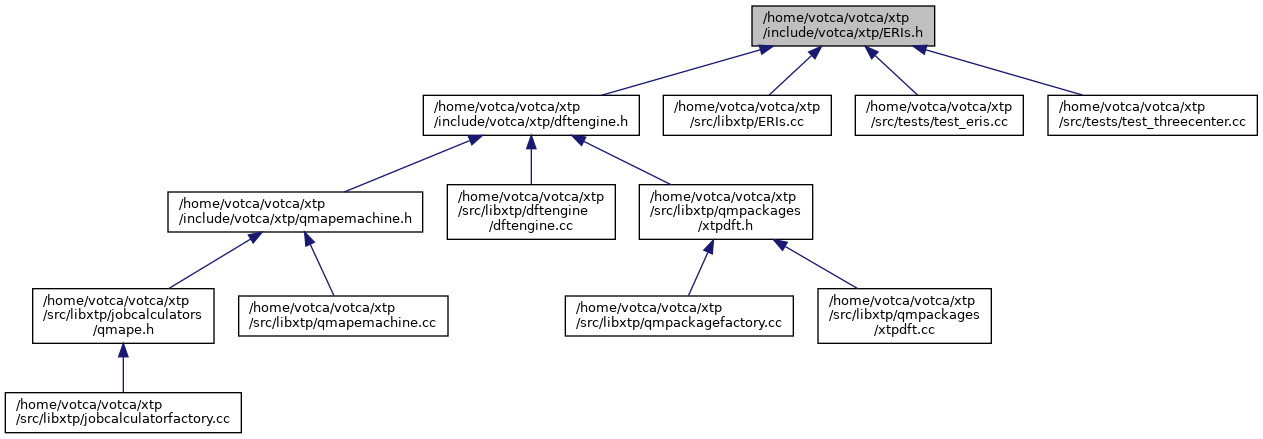 /home/votca/votca/xtp
/include/votca/xtp/ERIs.h
/home/votca/votca/xtp
/include/votca/xtp/dftengine.h
/home/votca/votca/xtp
/src/libxtp/ERIs.cc
/home/votca/votca/xtp
/src/tests/test_eris.cc
/home/votca/votca/xtp
/src/tests/test_threecenter.cc
/home/votca/votca/xtp
/include/votca/xtp/qmapemachine.h
/home/votca/votca/xtp
/src/libxtp/dftengine
/dftengine.cc
/home/votca/votca/xtp
/src/libxtp/qmpackages
/xtpdft.h
/home/votca/votca/xtp
/src/libxtp/jobcalculators
/qmape.h
/home/votca/votca/xtp
/src/libxtp/qmapemachine.cc
/home/votca/votca/xtp
/src/libxtp/qmpackagefactory.cc
/home/votca/votca/xtp
/src/libxtp/qmpackages
/xtpdft.cc
/home/votca/votca/xtp
/src/libxtp/jobcalculatorfactory.cc